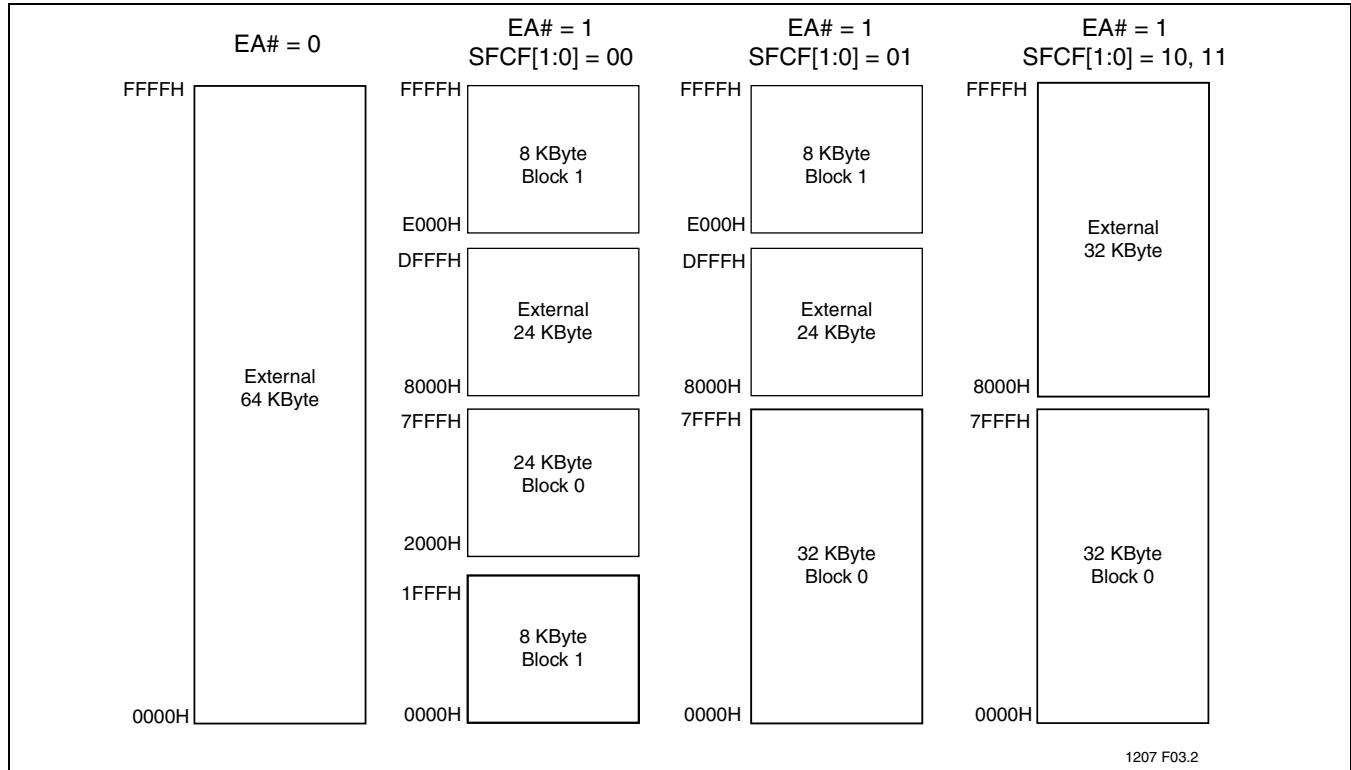 EA# = 0
FFFFH
External
64 KByte
0000H
EA# = 1
SFCF[1:0] = 00
FFFFH
8 KByte
Block 1
E000H
DFFFH
External
24 KByte
8000H
7FFFH
24 KByte
Block 0
2000H
1FFFH
8 KByte
Block 1
0000H
EA# = 1
SFCF[1:0] = 01
FFFFH
8 KByte
Block 1
E000H
DFFFH
External
24 KByte
8000H
7FFFH
32 KByte
Block 0
0000H
EA# = 1
SFCF[1:0] = 10, 11
FFFFH
External
32 KByte
8000H
7FFFH
32 KByte
Block 0
0000H
1207 F03.2